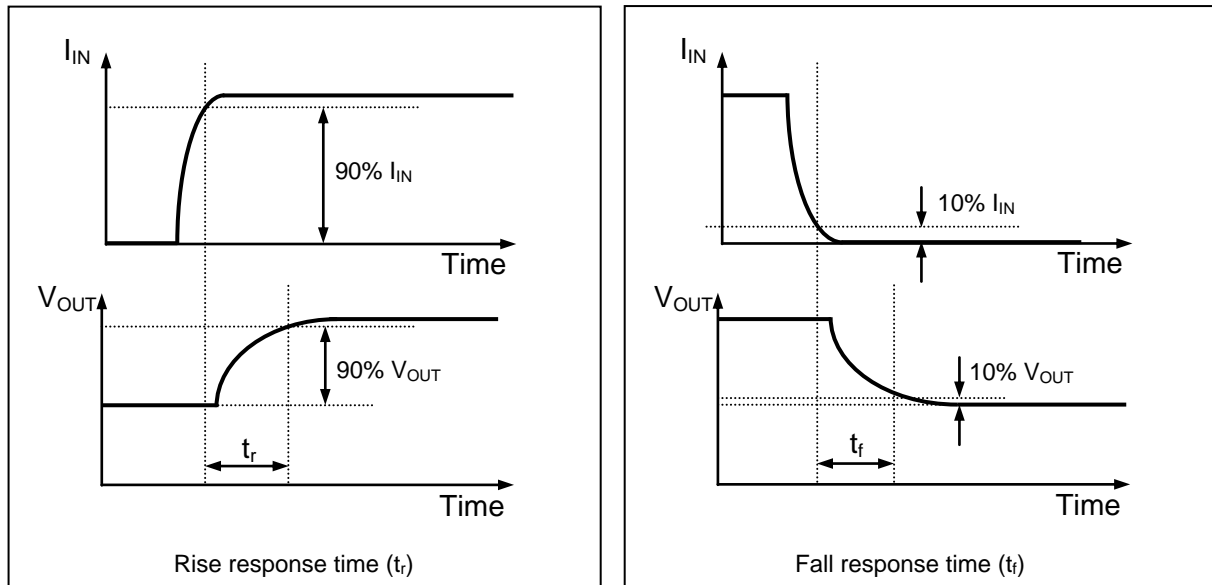 I_IN
90% I_IN
Time
V_OUT
90% V_OUT
t_r
Time
Rise response time (t_r)
I_IN
10% I_IN
Time
V_OUT
10% V_OUT
t_f
Time
Fall response time (t_f)